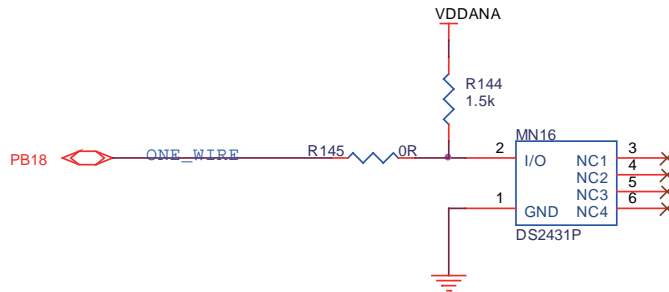 VDDANA
R144
1.5k
MN16
PB18
ONE_WIRE
R145
0R
2
I/O
NC1
3
NC2
4
NC3
5
1
GND
NC4
6
DS2431P